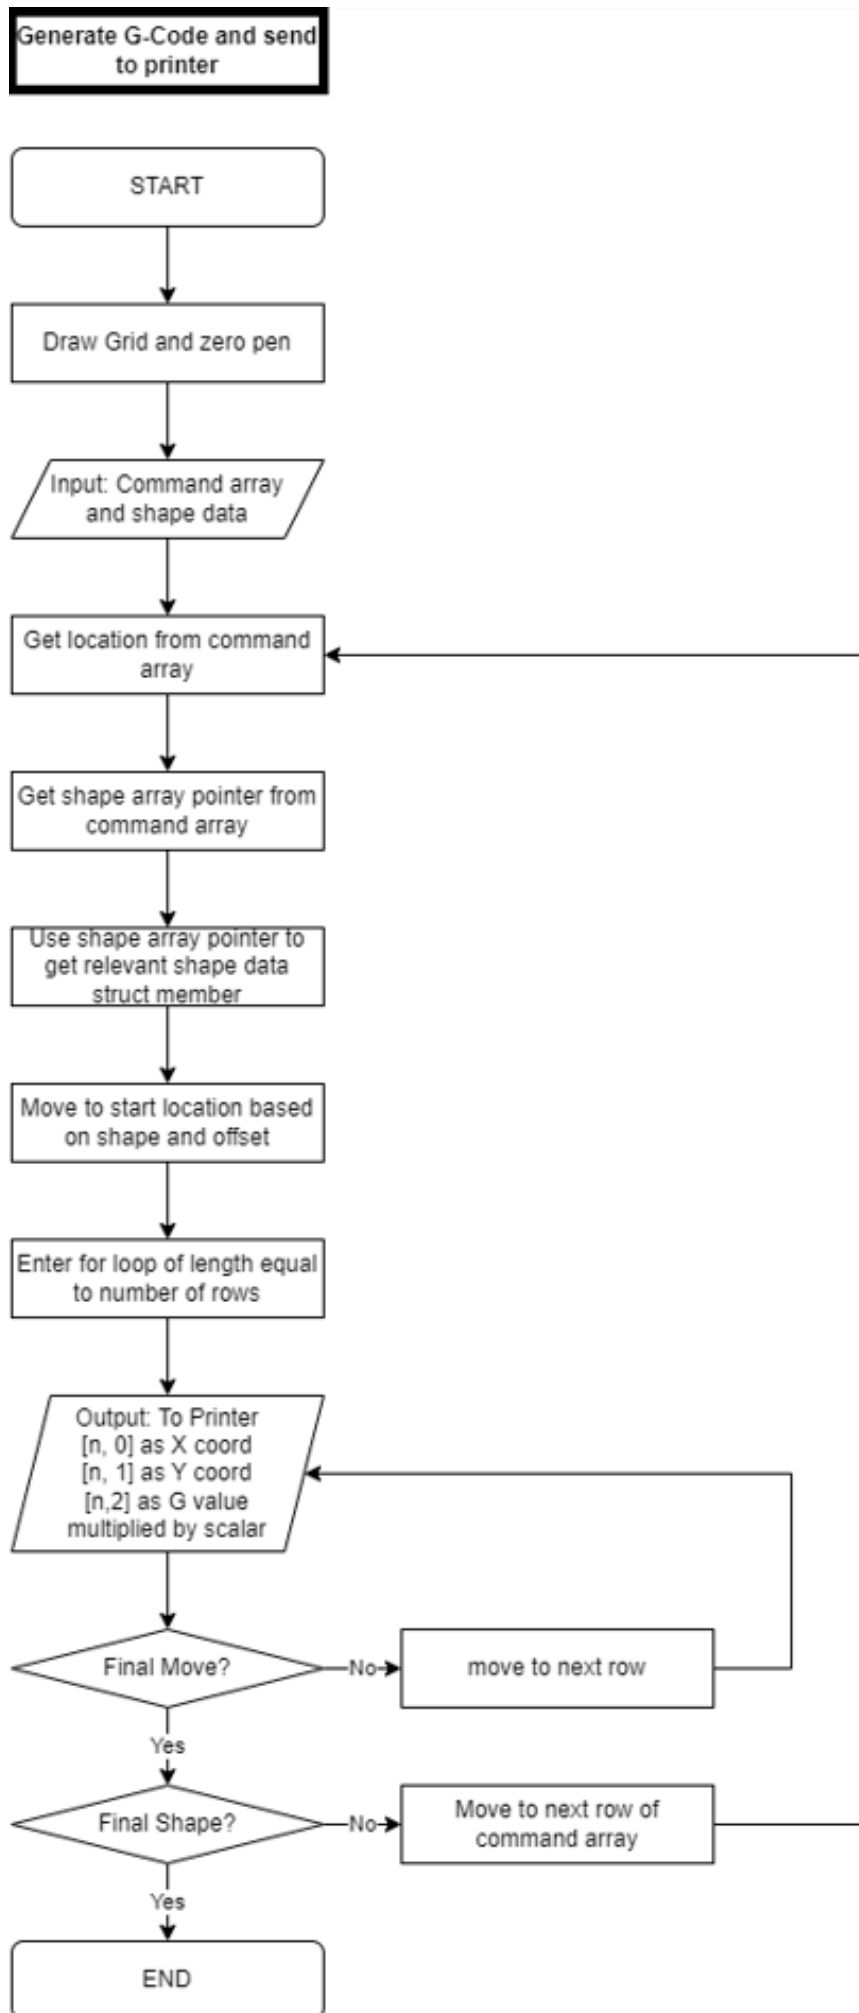 Generate G-Code and send
to printer
START
Draw Grid and zero pen
Input: Command array
and shape data
Get location from command
array
Get shape array pointer from
command array
Use shape array pointer to
get relevant shape data
struct member
Move to start location based
on shape and offset
Enter for loop of length equal
to number of rows
Output: To Printer
[n, 0] as X coord
[n, 1] as Y coord
[n,2] as G value
multiplied by scalar
Final Move?
No
move to next row
Yes
Final Shape?
No
Move to next row of
command array
Yes
END